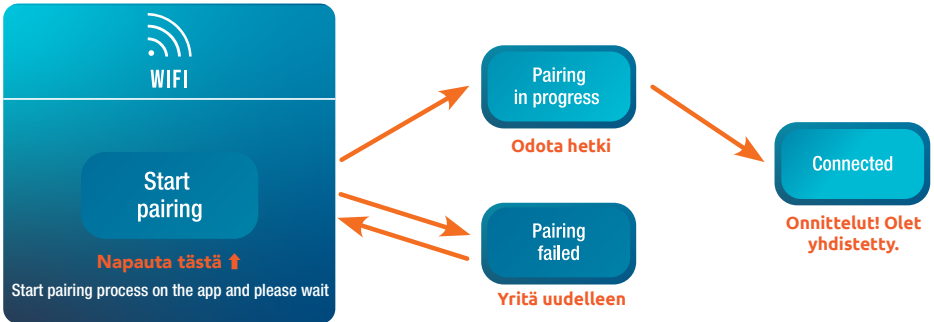 WIFI
Start
pairing
Napauta tästä ⬆
Start pairing process on the app and please wait
Pairing
in progress
Odota hetki
Pairing
failed
Yritä uudelleen
Connected
Onnittelut! Olet
yhdistetty.